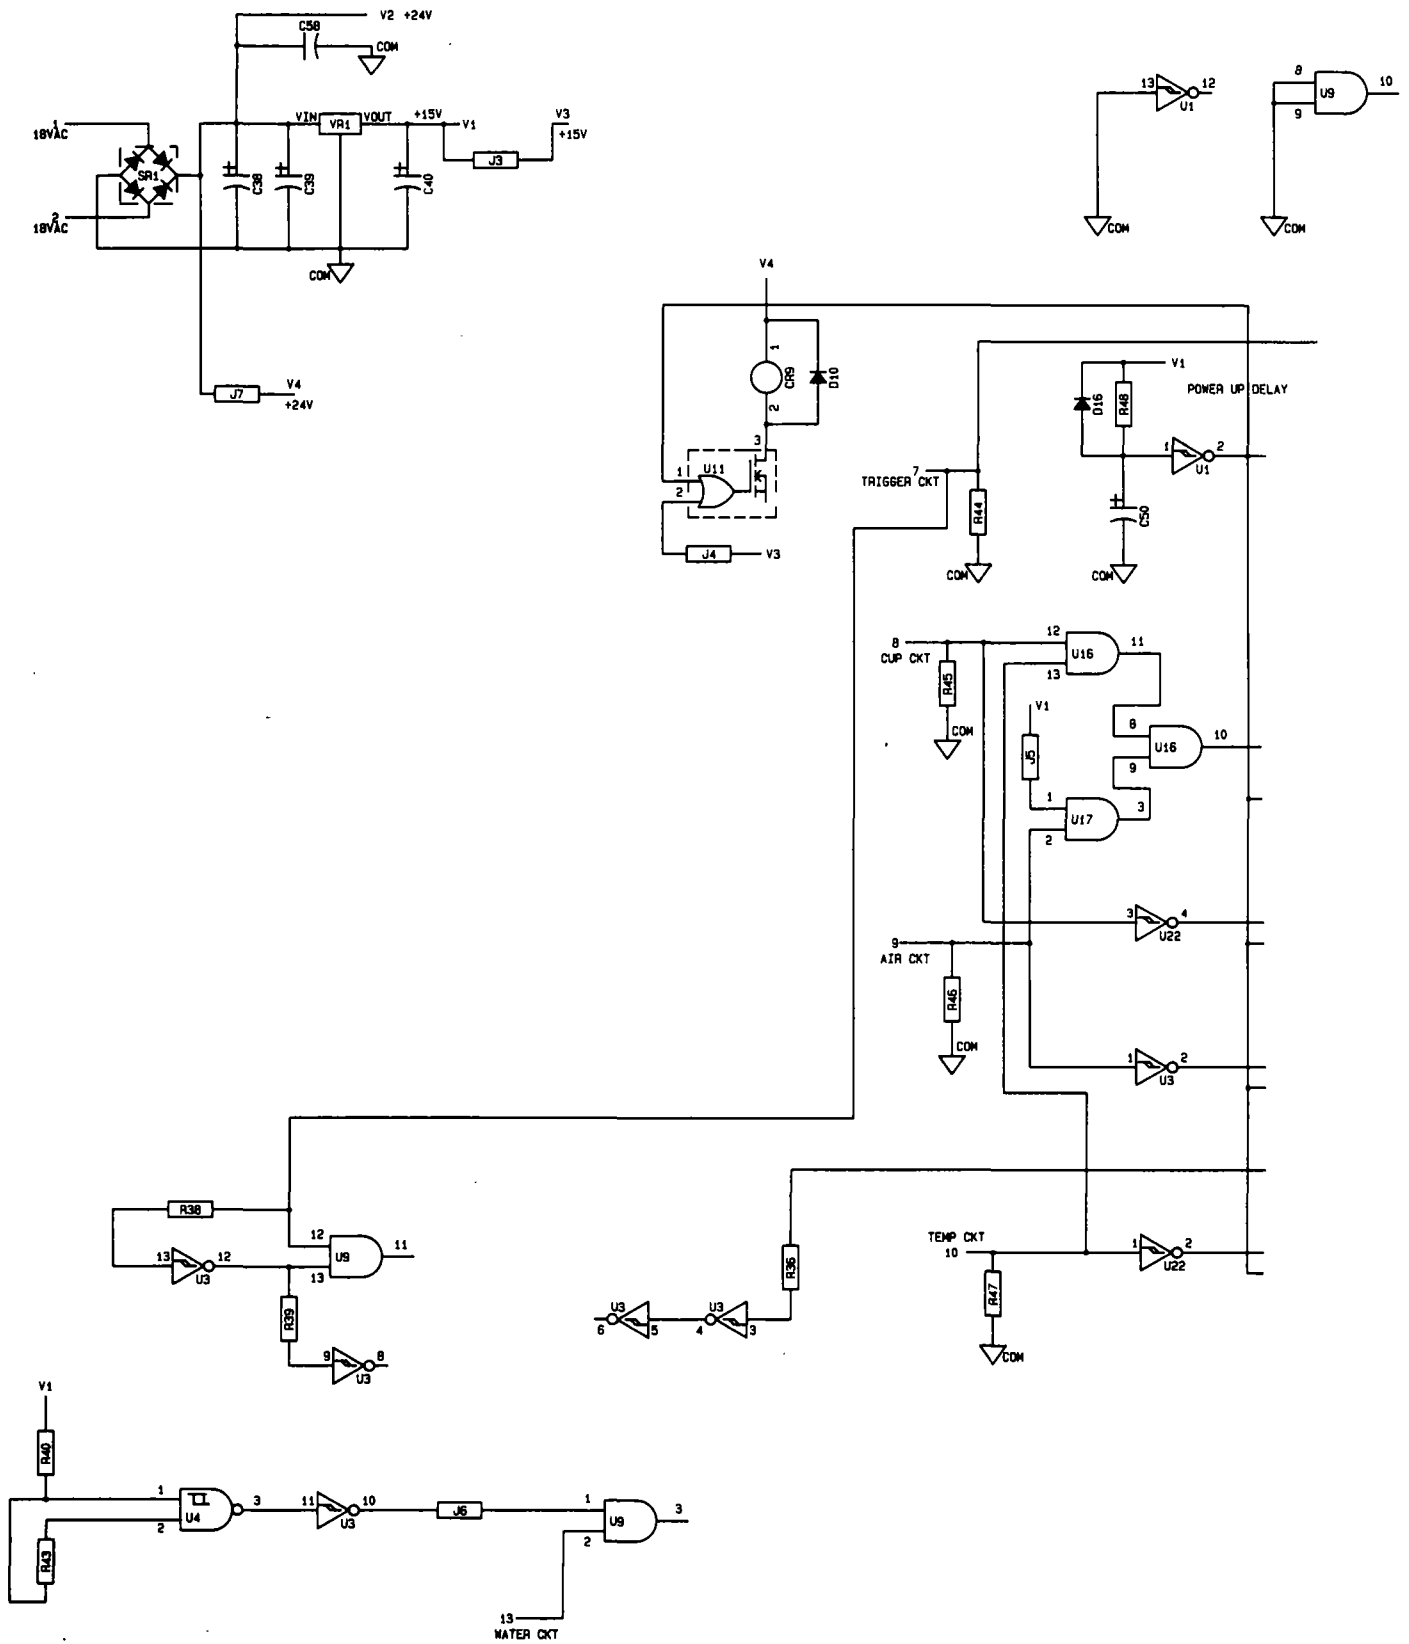 V2 +24V
C58
COM
1
18VAC
SR1
2
18VAC
VIN
VR1
VOUT
+15V
V1
V3
+15V
J3
C38
C39
C40
COM
J7
V4
+24V
13
12
U1
COM
8
9
U9
10
COM
V4
1
CR9
2
D10
3
1
2
U11
J4
V3
7
TRIGGER CKT
R44
COM
V1
D16
R48
POWER UP DELAY
1
2
U1
C50
COM
8
CUP CKT
R45
COM
12
13
U16
11
V1
J5
8
9
U16
10
1
2
U17
3
3
4
U22
9
AIR CKT
R46
COM
1
2
U3
R38
12
13
U9
11
13
12
U3
R39
9
8
U3
R36
U3
6
5
U3
4
3
TEMP CKT
10
R47
COM
1
2
U22
V1
R40
R43
1
2
U4
3
11
10
U3
J6
1
2
U9
3
13
WATER CKT